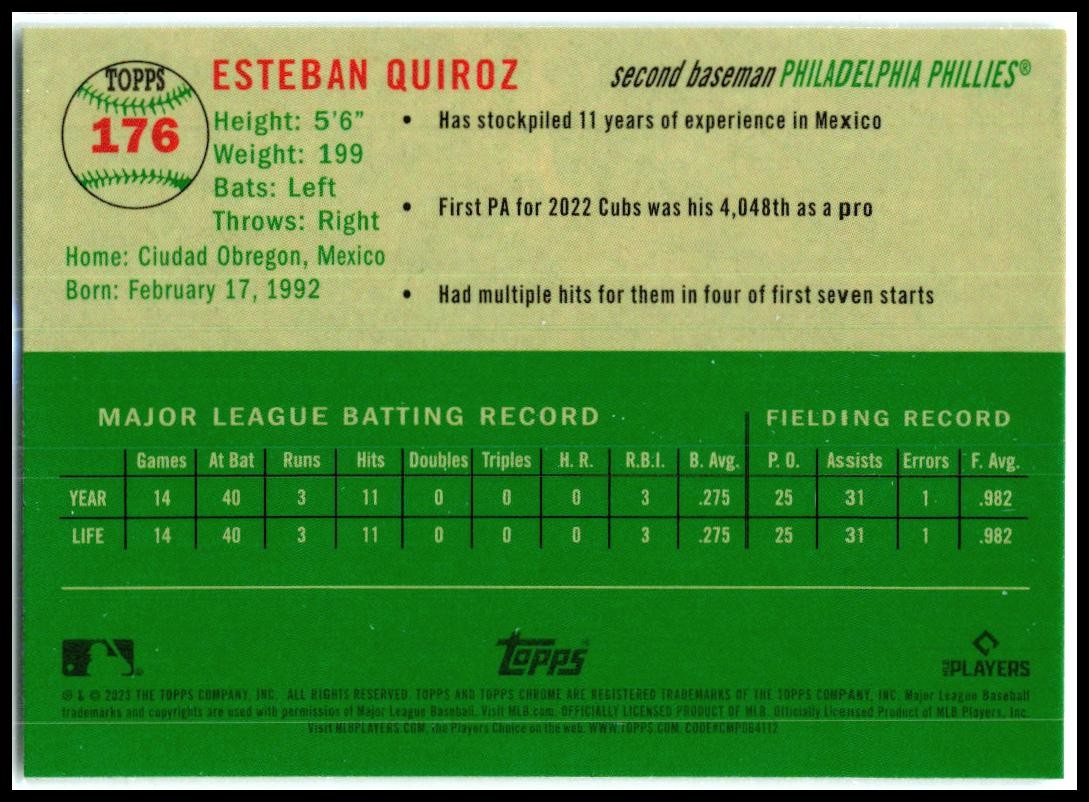 TOPPS
176
ESTEBAN QUIROZ
second baseman PHILADELPHIA PHILLIES®
Height: 5'6"
Weight: 199
Bats: Left
Throws: Right
Home: Ciudad Obregon, Mexico
Born: February 17, 1992
• Has stockpiled 11 years of experience in Mexico
• First PA for 2022 Cubs was his 4,048th as a pro
• Had multiple hits for them in four of first seven starts
MAJOR LEAGUE BATTING RECORD FIELDING RECORD
Games At Bat Runs Hits Doubles Triples H. R. R.B.I. B. Avg. P. O. Assists Errors F. Avg.
YEAR 14 40 3 11 0 0 0 3 .275 25 31 1 .982
LIFE 14 40 3 11 0 0 0 3 .275 25 31 1 .982
topps
PLAYERS
® & © 2023 THE TOPPS COMPANY, INC. ALL RIGHTS RESERVED. TOPPS AND TOPPS CHROME ARE REGISTERED TRADEMARKS OF THE TOPPS COMPANY, INC. Major League Baseball
trademarks and copyrights are used with permission of Major League Baseball. Visit MLB.com. OFFICIALLY LICENSED PRODUCT OF MLB. Officially Licensed Product of MLB Players, Inc.
Visit MLBPLAYERS.COM, the Players Choice on the web. WWW.TOPPS.COM. CODE#CMP064112